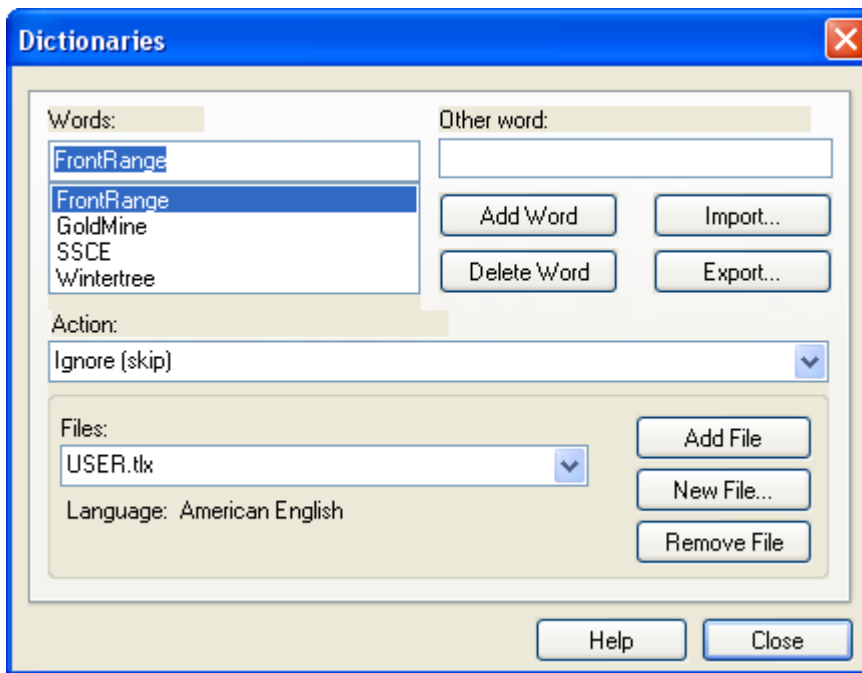 Dictionaries
Words:
Other word:
FrontRange
FrontRange
GoldMine
SSCE
Wintertree
Add Word
Import...
Delete Word
Export...
Action:
Ignore (skip)
Files:
USER.tlx
Language: American English
Add File
New File...
Remove File
Help
Close